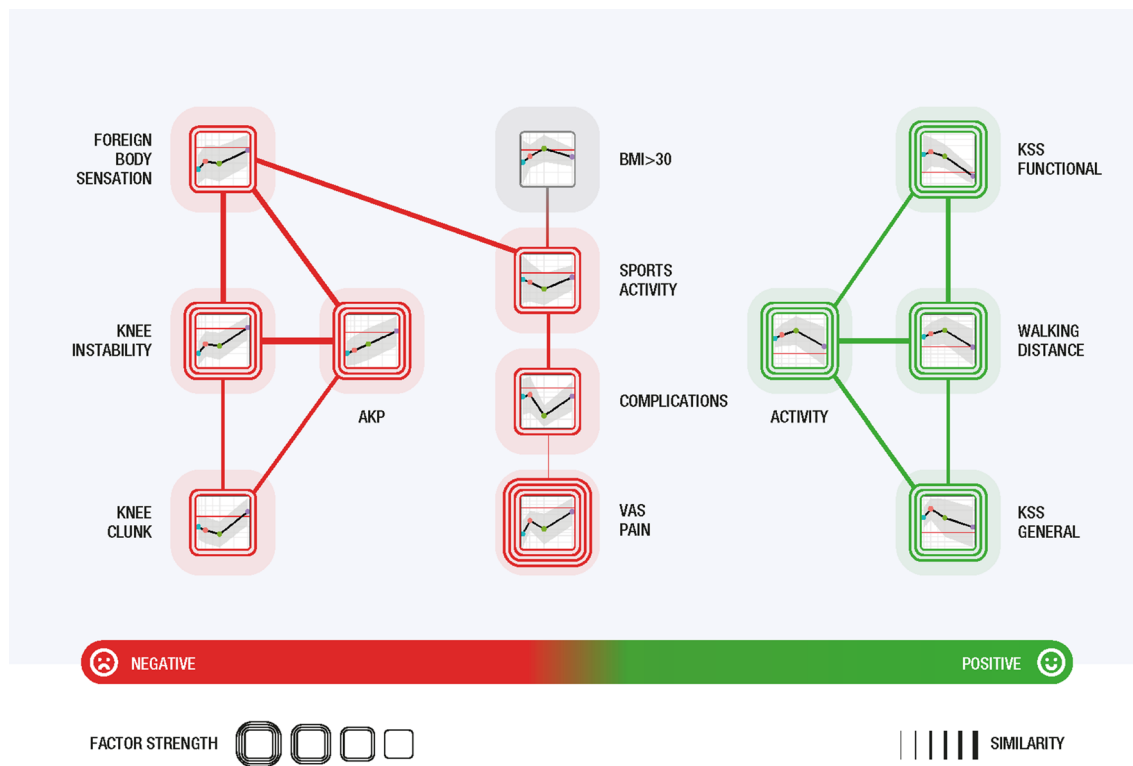 FOREIGN
BODY
SENSATION
BMI>30
KSS
FUNCTIONAL
SPORTS
ACTIVITY
KNEE
INSTABILITY
WALKING
DISTANCE
AKP
COMPLICATIONS
ACTIVITY
KNEE
CLUNK
VAS
PAIN
KSS
GENERAL
NEGATIVE
POSITIVE
FACTOR STRENGTH
SIMILARITY